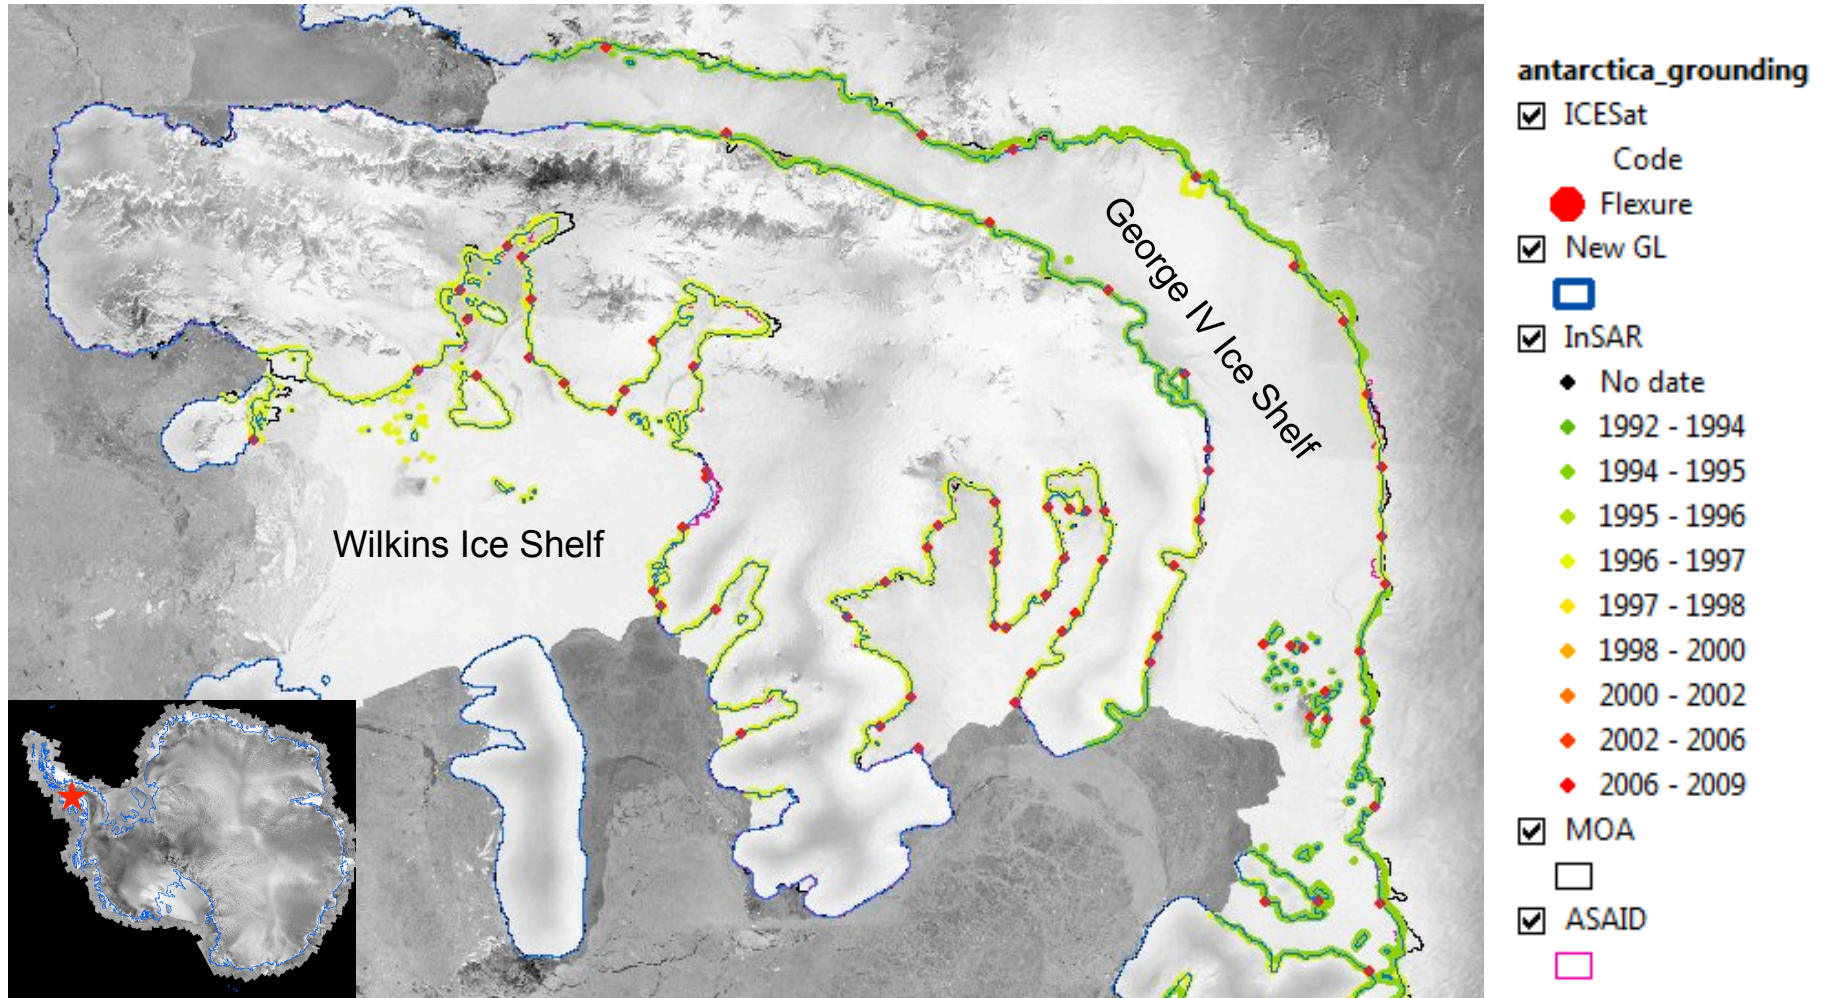 George IV Ice Shelf
Wilkins Ice Shelf
antarctica_grounding
ICESat
Code
Flexure
New GL
InSAR
No date
1992 - 1994
1994 - 1995
1995 - 1996
1996 - 1997
1997 - 1998
1998 - 2000
2000 - 2002
2002 - 2006
2006 - 2009
MOA
ASAID